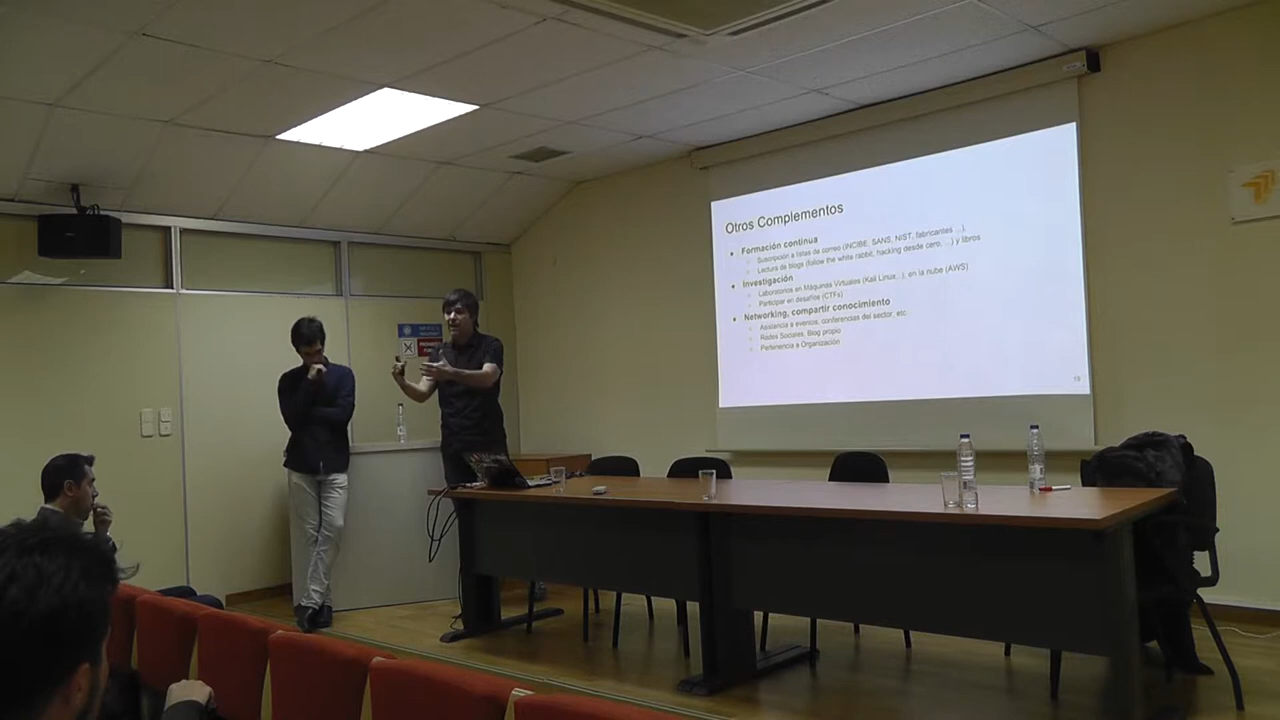 Otros Complementos
● Formación continua
○ Suscripción a listas de correo (INCIBE, SANS, NIST, fabricantes ...),
○ Lectura de blogs (follow the white rabbit, hacking desde cero, ...) y libros
● Investigación
○ Laboratorios en Máquinas Virtuales (Kali Linux...), en la nube (AWS)
○ Participar en desafíos (CTFs)
● Networking, compartir conocimiento
○ Asistencia a eventos, conferencias del sector, etc
○ Redes Sociales, Blog propio
○ Pertenencia a Organización
19